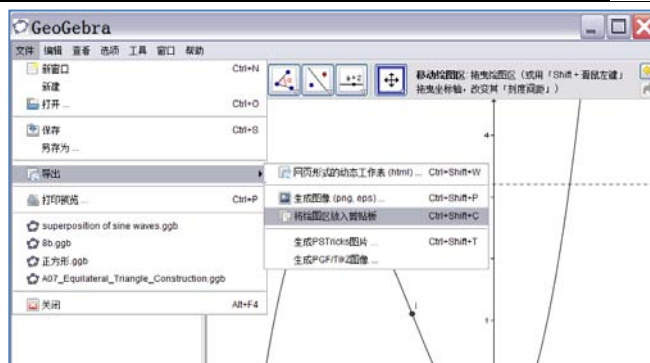 GeoGebra
文件 编辑 查看 选项 工具 窗口 帮助
新窗口 Ctrl+N
新建
打开 ... Ctrl+O
保存 Ctrl+S
另存为 ...
导出
打印预览 ... Ctrl+P
superposition of sine waves.ggb
8b.ggb
正方形.ggb
A07_Equilateral_Triangle_Construction.ggb
关闭 Alt+F4
网页形式的动态工作表 (html) ... Ctrl+Shift+W
生成图像 (png, eps) ... Ctrl+Shift+P
将绘图区放入剪贴板 Ctrl+Shift+C
生成PSTricks图片 ... Ctrl+Shift+T
生成PGF/TikZ图像 ...
a=2
移动绘图区: 拖曳绘图区 (或用「Shift + 滑鼠左键」
拖曳坐标轴，改变其「刻度间距」)
4
1